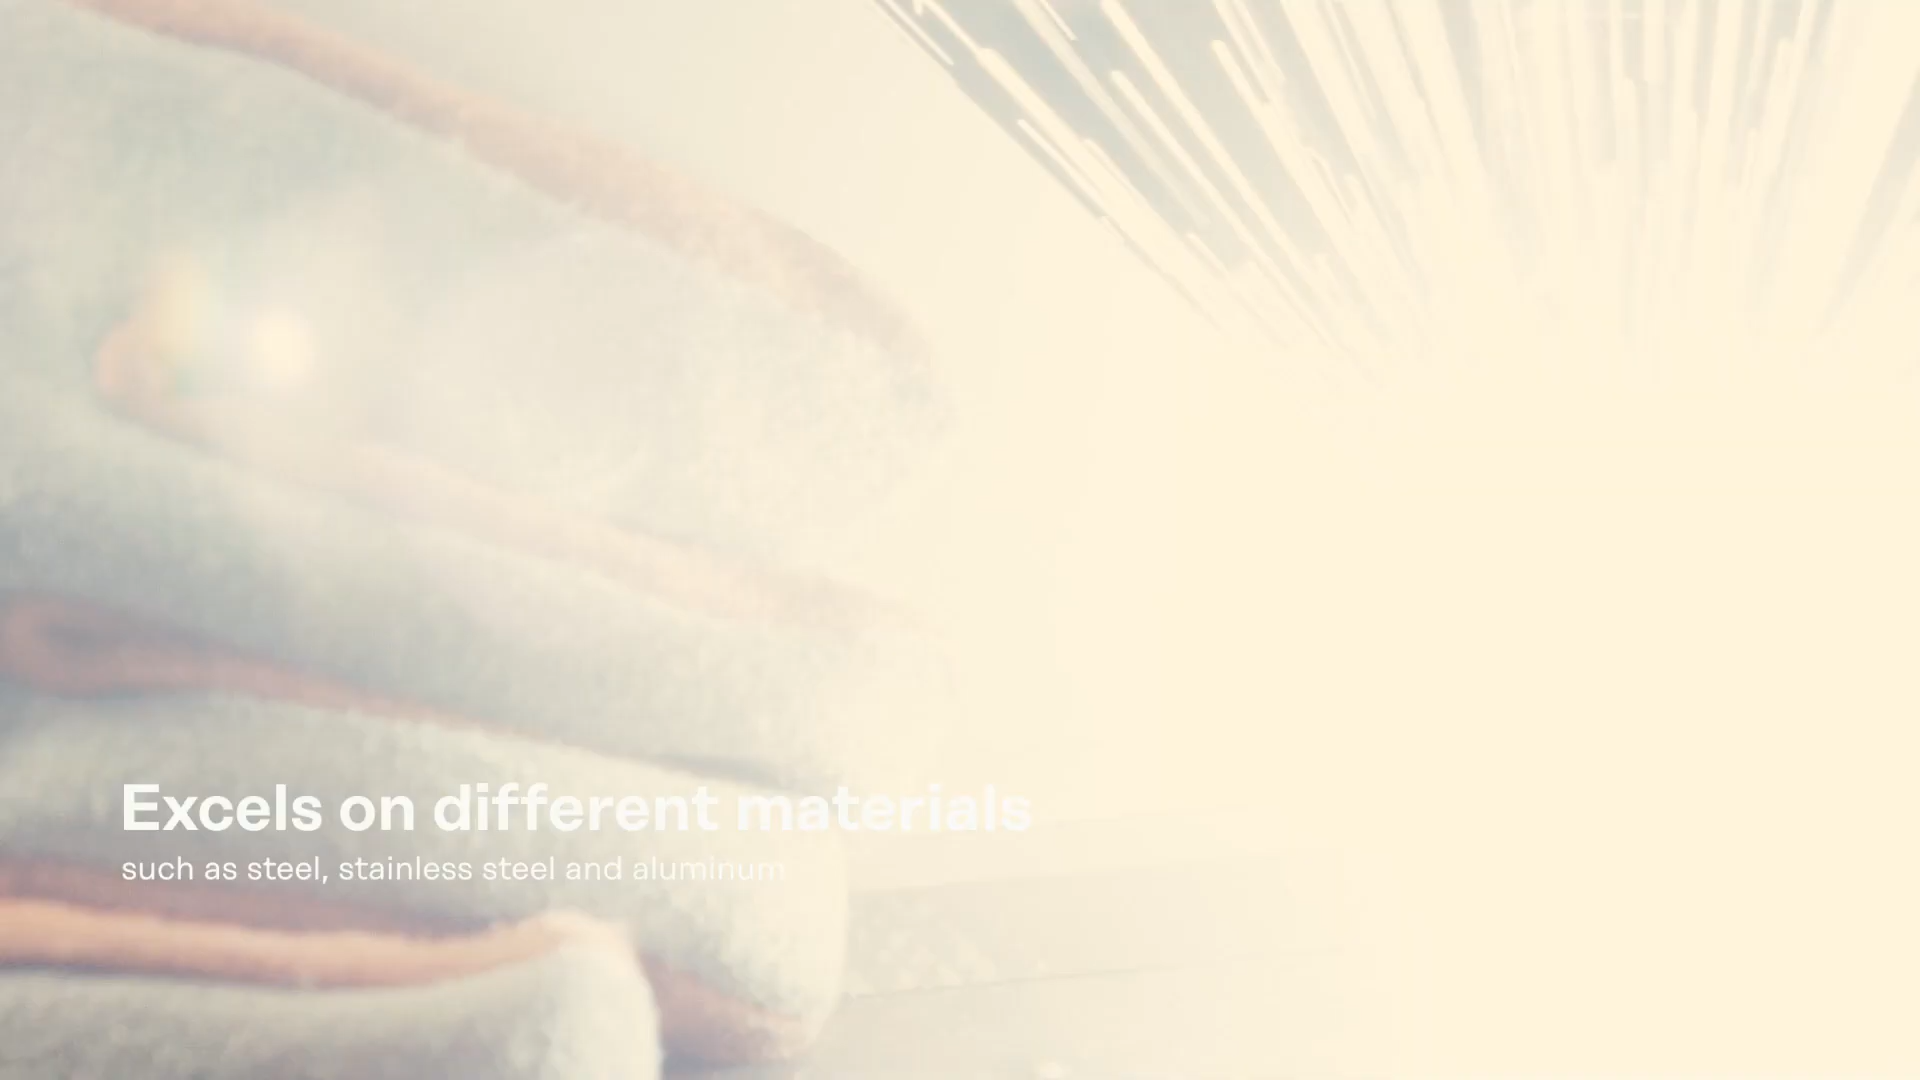 Excels on different materials
such as steel, stainless steel and aluminum